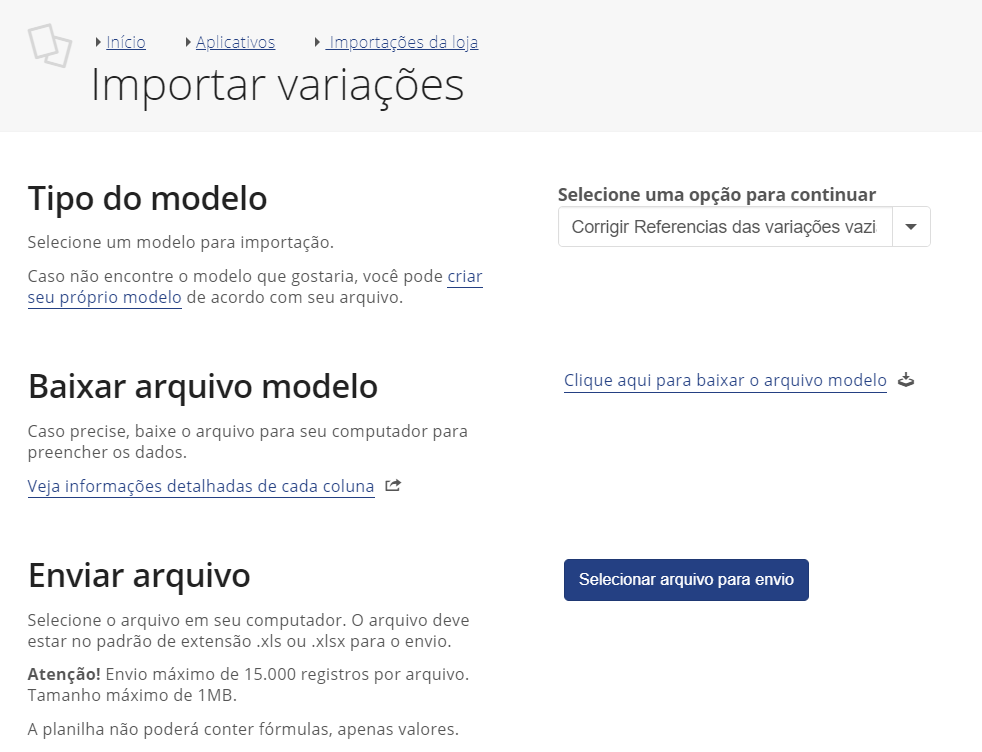 Início Aplicativos Importações da loja
Importar variações
Tipo do modelo
Selecione um modelo para importação.
Caso não encontre o modelo que gostaria, você pode criar
seu próprio modelo de acordo com seu arquivo.
Selecione uma opção para continuar
Corrigir Referencias das variações vazi
Baixar arquivo modelo
Caso precise, baixe o arquivo para seu computador para
preencher os dados.
Veja informações detalhadas de cada coluna
Clique aqui para baixar o arquivo modelo
Enviar arquivo
Selecione o arquivo em seu computador. O arquivo deve
estar no padrão de extensão .xls ou .xlsx para o envio.
Atenção! Envio máximo de 15.000 registros por arquivo.
Tamanho máximo de 1MB.
A planilha não poderá conter fórmulas, apenas valores.
Selecionar arquivo para envio